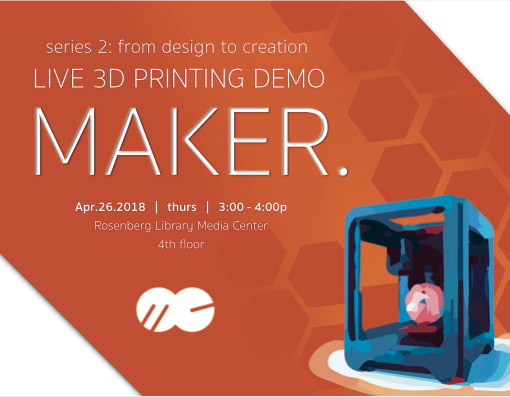 series 2: from design to creation
LIVE 3D PRINTING DEMO
MAKER.
Apr.26.2018 | thurs | 3:00 - 4:00p
Rosenberg Library Media Center
4th floor